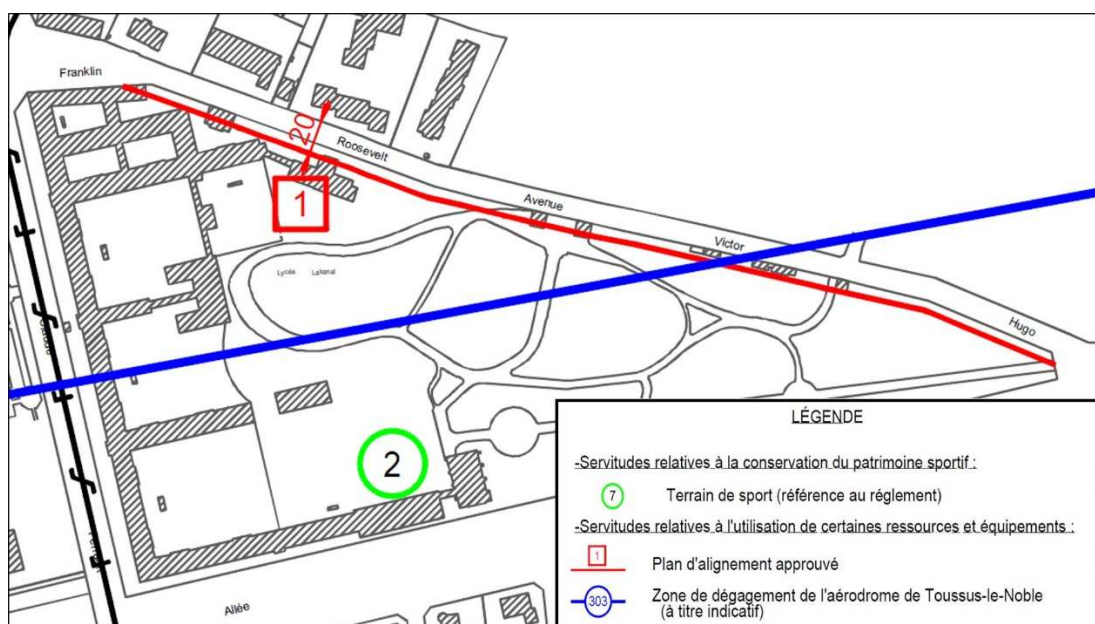 Franklin
20
Roosevelt
1
Avenue
Victor
Hugo
Lycée Lakanal
2
Allée
LÉGENDE
-Servitudes relatives à la conservation du patrimoine sportif :
7 Terrain de sport (référence au réglement)
-Servitudes relatives à l'utilisation de certaines ressources et équipements :
1 Plan d'alignement approuvé
303 Zone de dégagement de l'aérodrome de Toussus-le-Noble
(à titre indicatif)